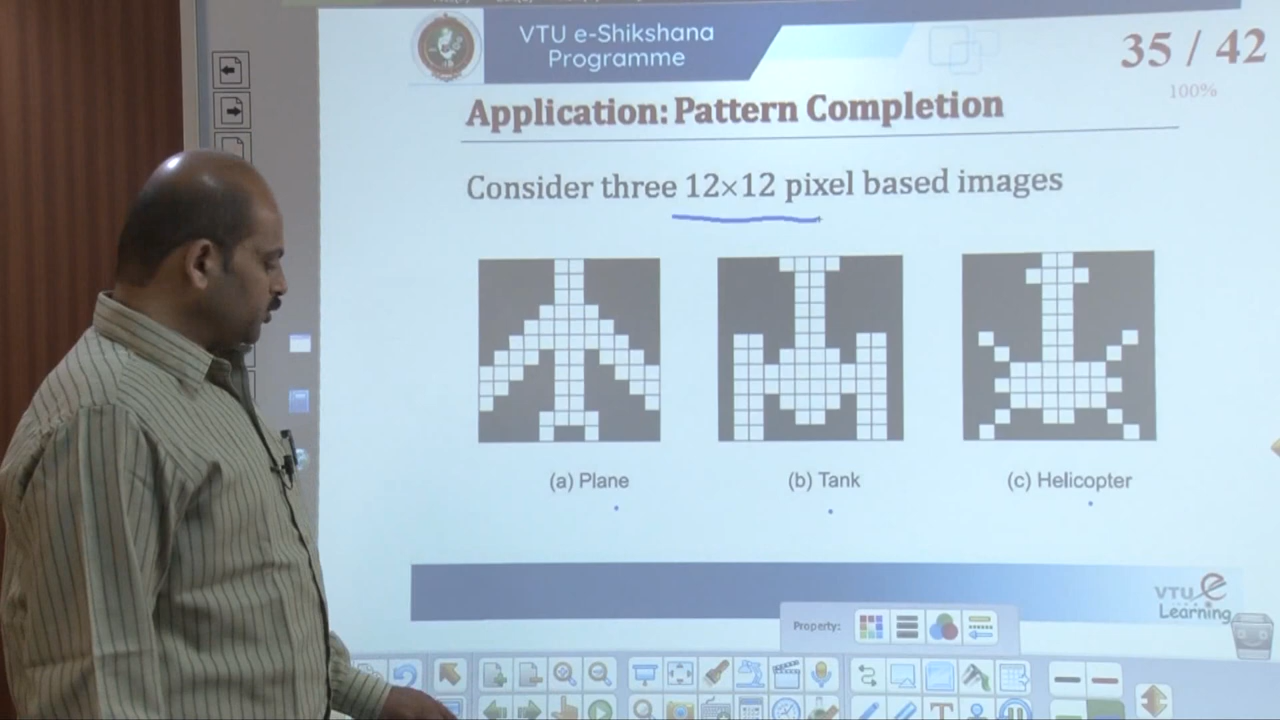 VTU e-Shikshana
Programme
35 / 42
100%
Application: Pattern Completion
Consider three 12×12 pixel based images
(a) Plane
(b) Tank
(c) Helicopter
VTU e
Learning
Property: